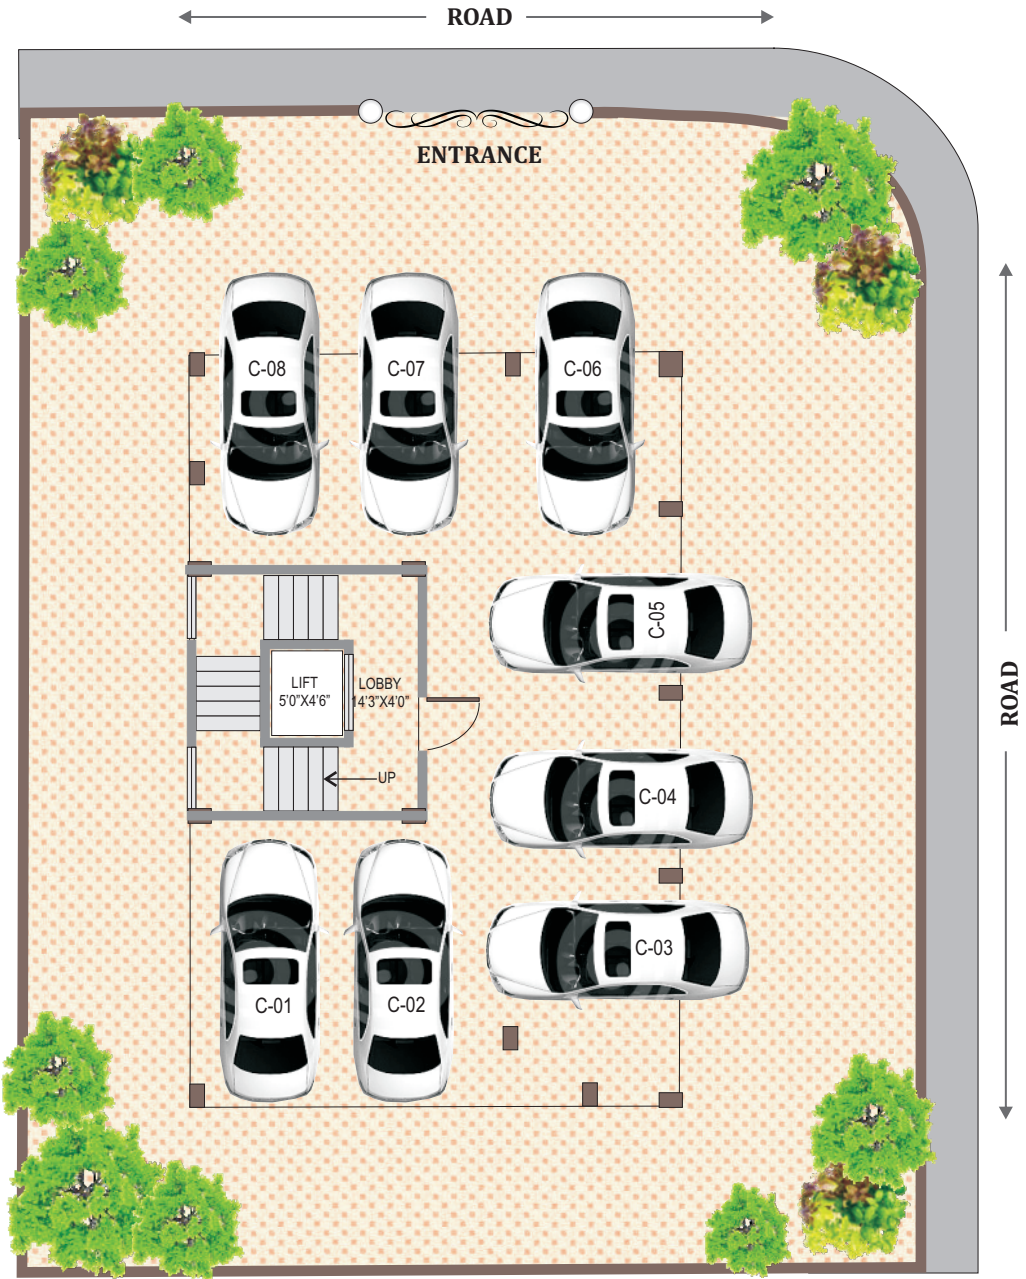 ROAD
ENTRANCE
C-08
C-07
C-06
C-05
LIFT
5'0"X4'6"
LOBBY
14'3"X4'0"
ROAD
UP
C-04
C-03
C-01
C-02